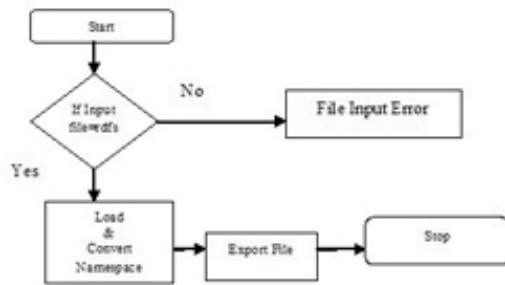 Start
If Input
file=rdfs
No
File Input Error
Yes
Load
&
Convert
Namespace
Export File
Stop